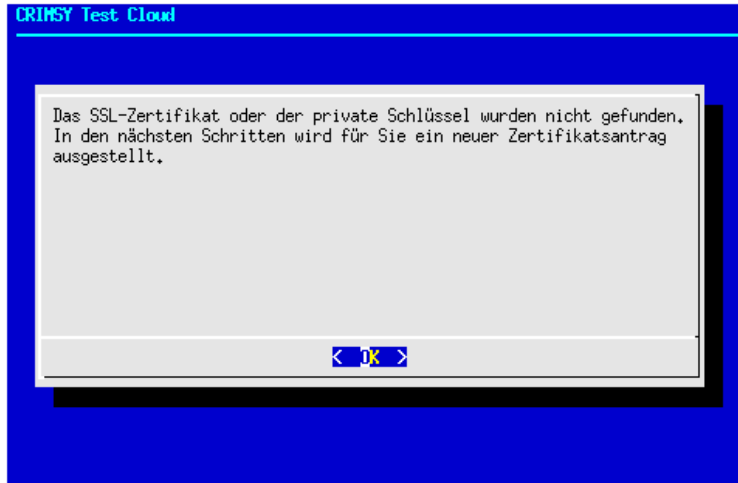 CRIMSY Test Cloud
Das SSL-Zertifikat oder der private Schlüssel wurden nicht gefunden.
In den nächsten Schritten wird für Sie ein neuer Zertifikatsantrag
ausgestellt.
< OK >